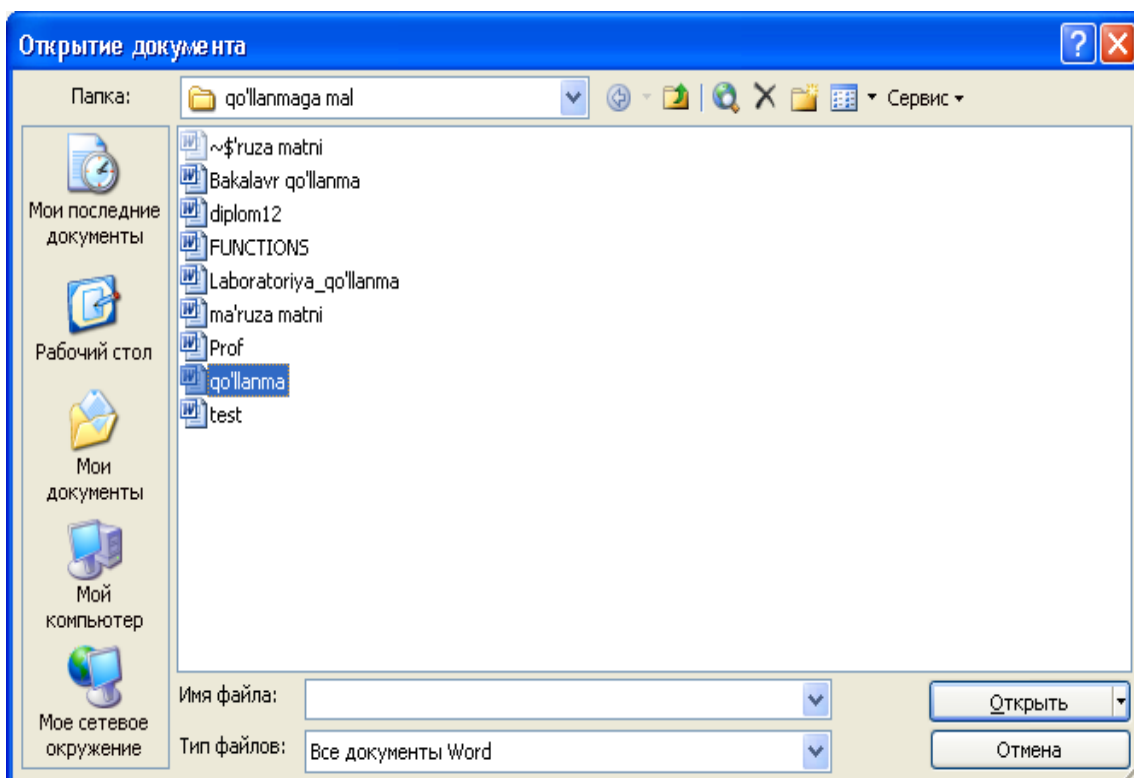 Открытие документа
Папка:
qo'llanmaga mal
Сервис
Мои последние
документы
Рабочий стол
Мои
документы
Мой
компьютер
Мое сетевое
окружение
~$'ruza matni
Bakalavr qo'llanma
diplom12
FUNCTIONS
Laboratoriya_qo'llanma
ma'ruza matni
Prof
qo'llanma
test
Имя файла:
Открыть
Тип файлов:
Все документы Word
Отмена